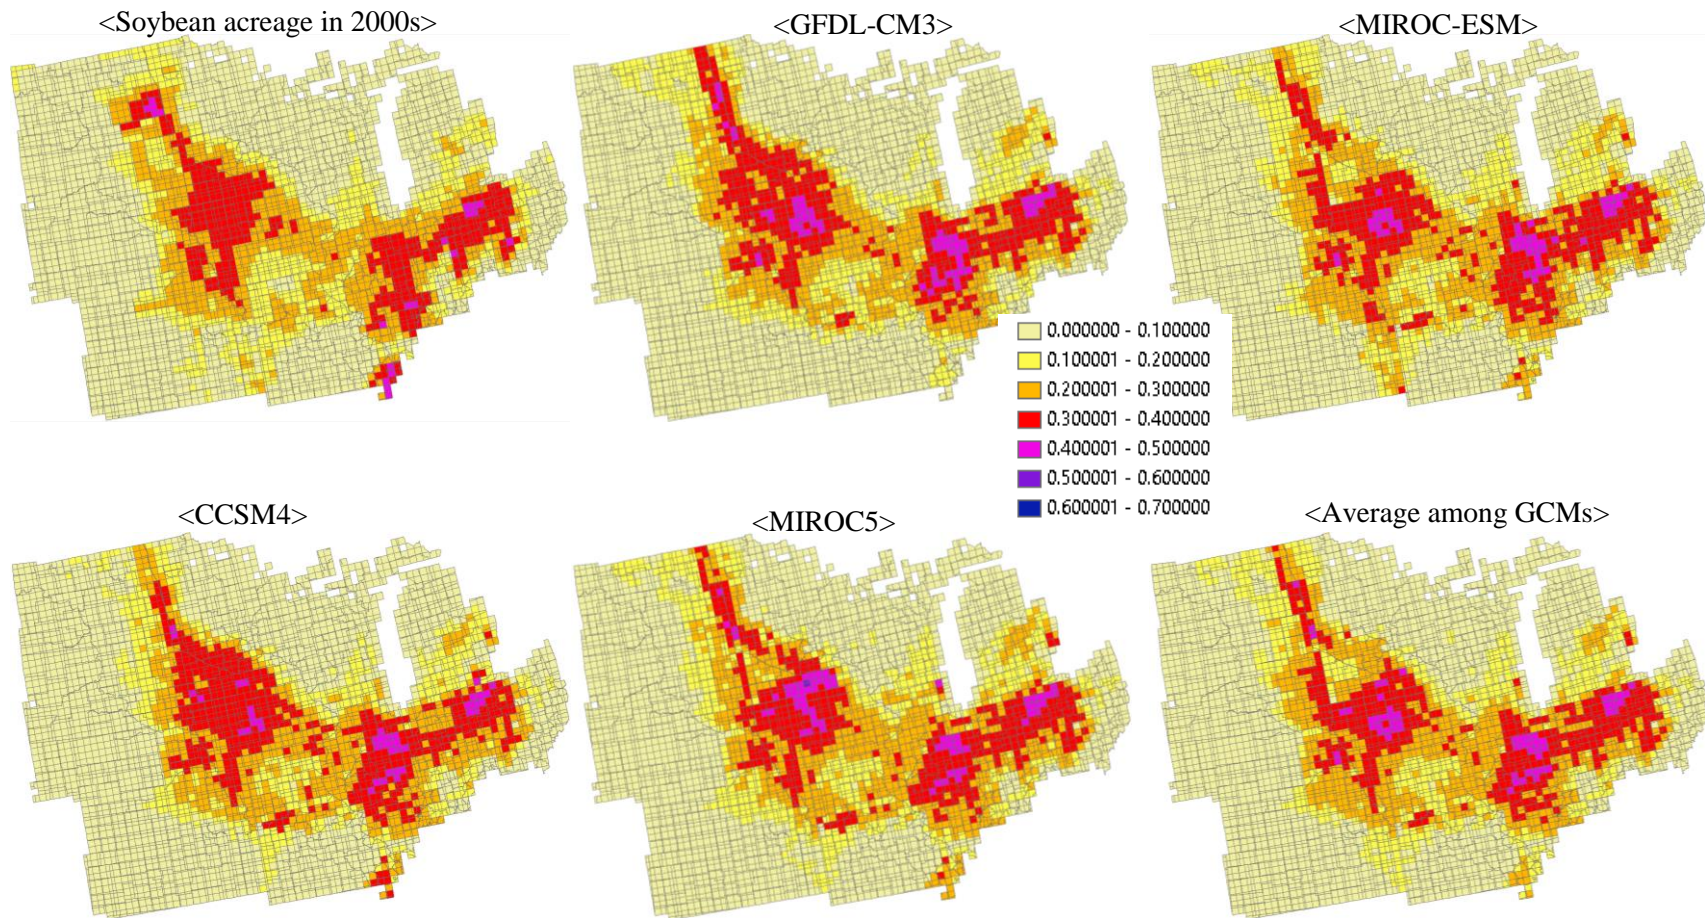 <Soybean acreage in 2000s>
<GFDL-CM3>
<MIROC-ESM>
0.000000 - 0.100000
0.100001 - 0.200000
0.200001 - 0.300000
0.300001 - 0.400000
0.400001 - 0.500000
0.500001 - 0.600000
0.600001 - 0.700000
<CCSM4>
<MIROC5>
<Average among GCMs>